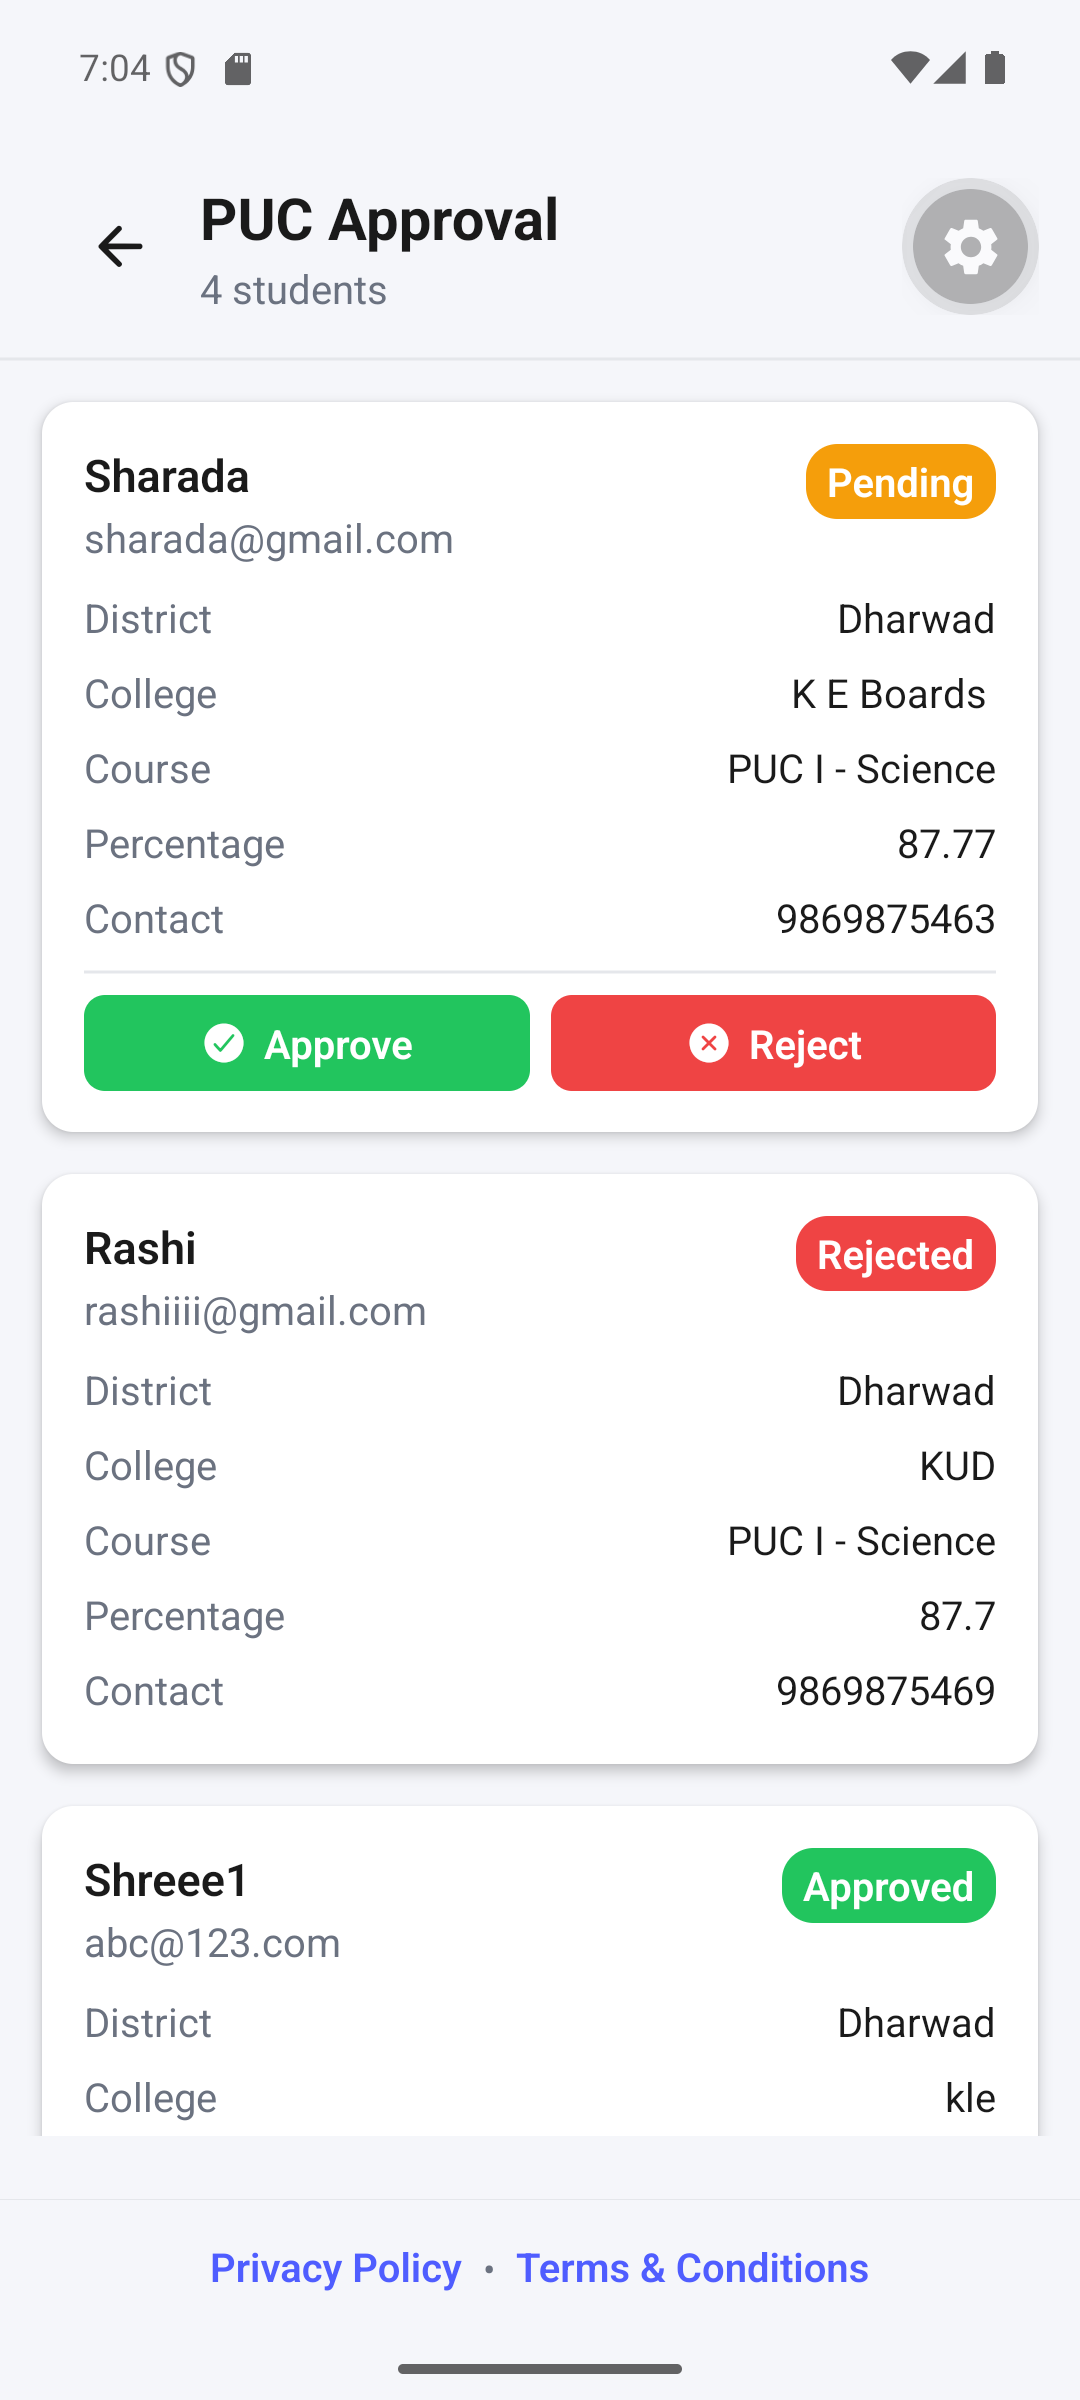 7:04
PUC Approval
4 students
Sharada
Pending
sharada@gmail.com
District Dharwad
College K E Boards
Course PUC I - Science
Percentage 87.77
Contact 9869875463
Approve Reject
Rashi
Rejected
rashiiii@gmail.com
District Dharwad
College KUD
Course PUC I - Science
Percentage 87.7
Contact 9869875469
Shreee1
Approved
abc@123.com
District Dharwad
College kle
Privacy Policy • Terms & Conditions